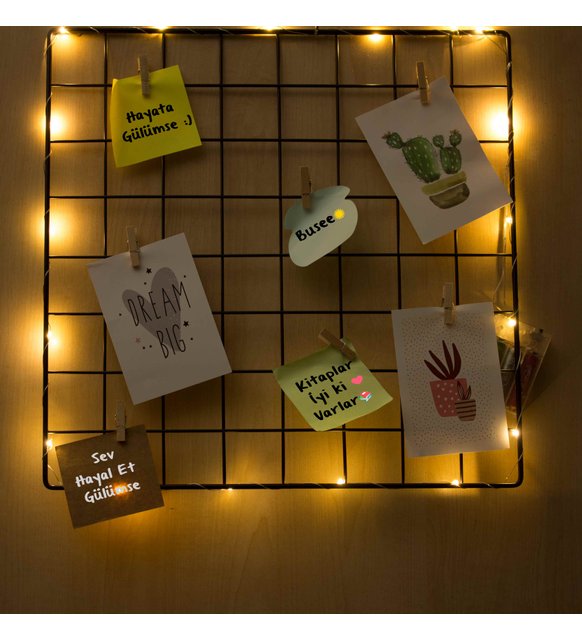 Hayata
Gülümse :)
Busee
DREAM
BIG
Kitaplar
İyi ki
Varlar
Sev
Hayal Et
Gülümse